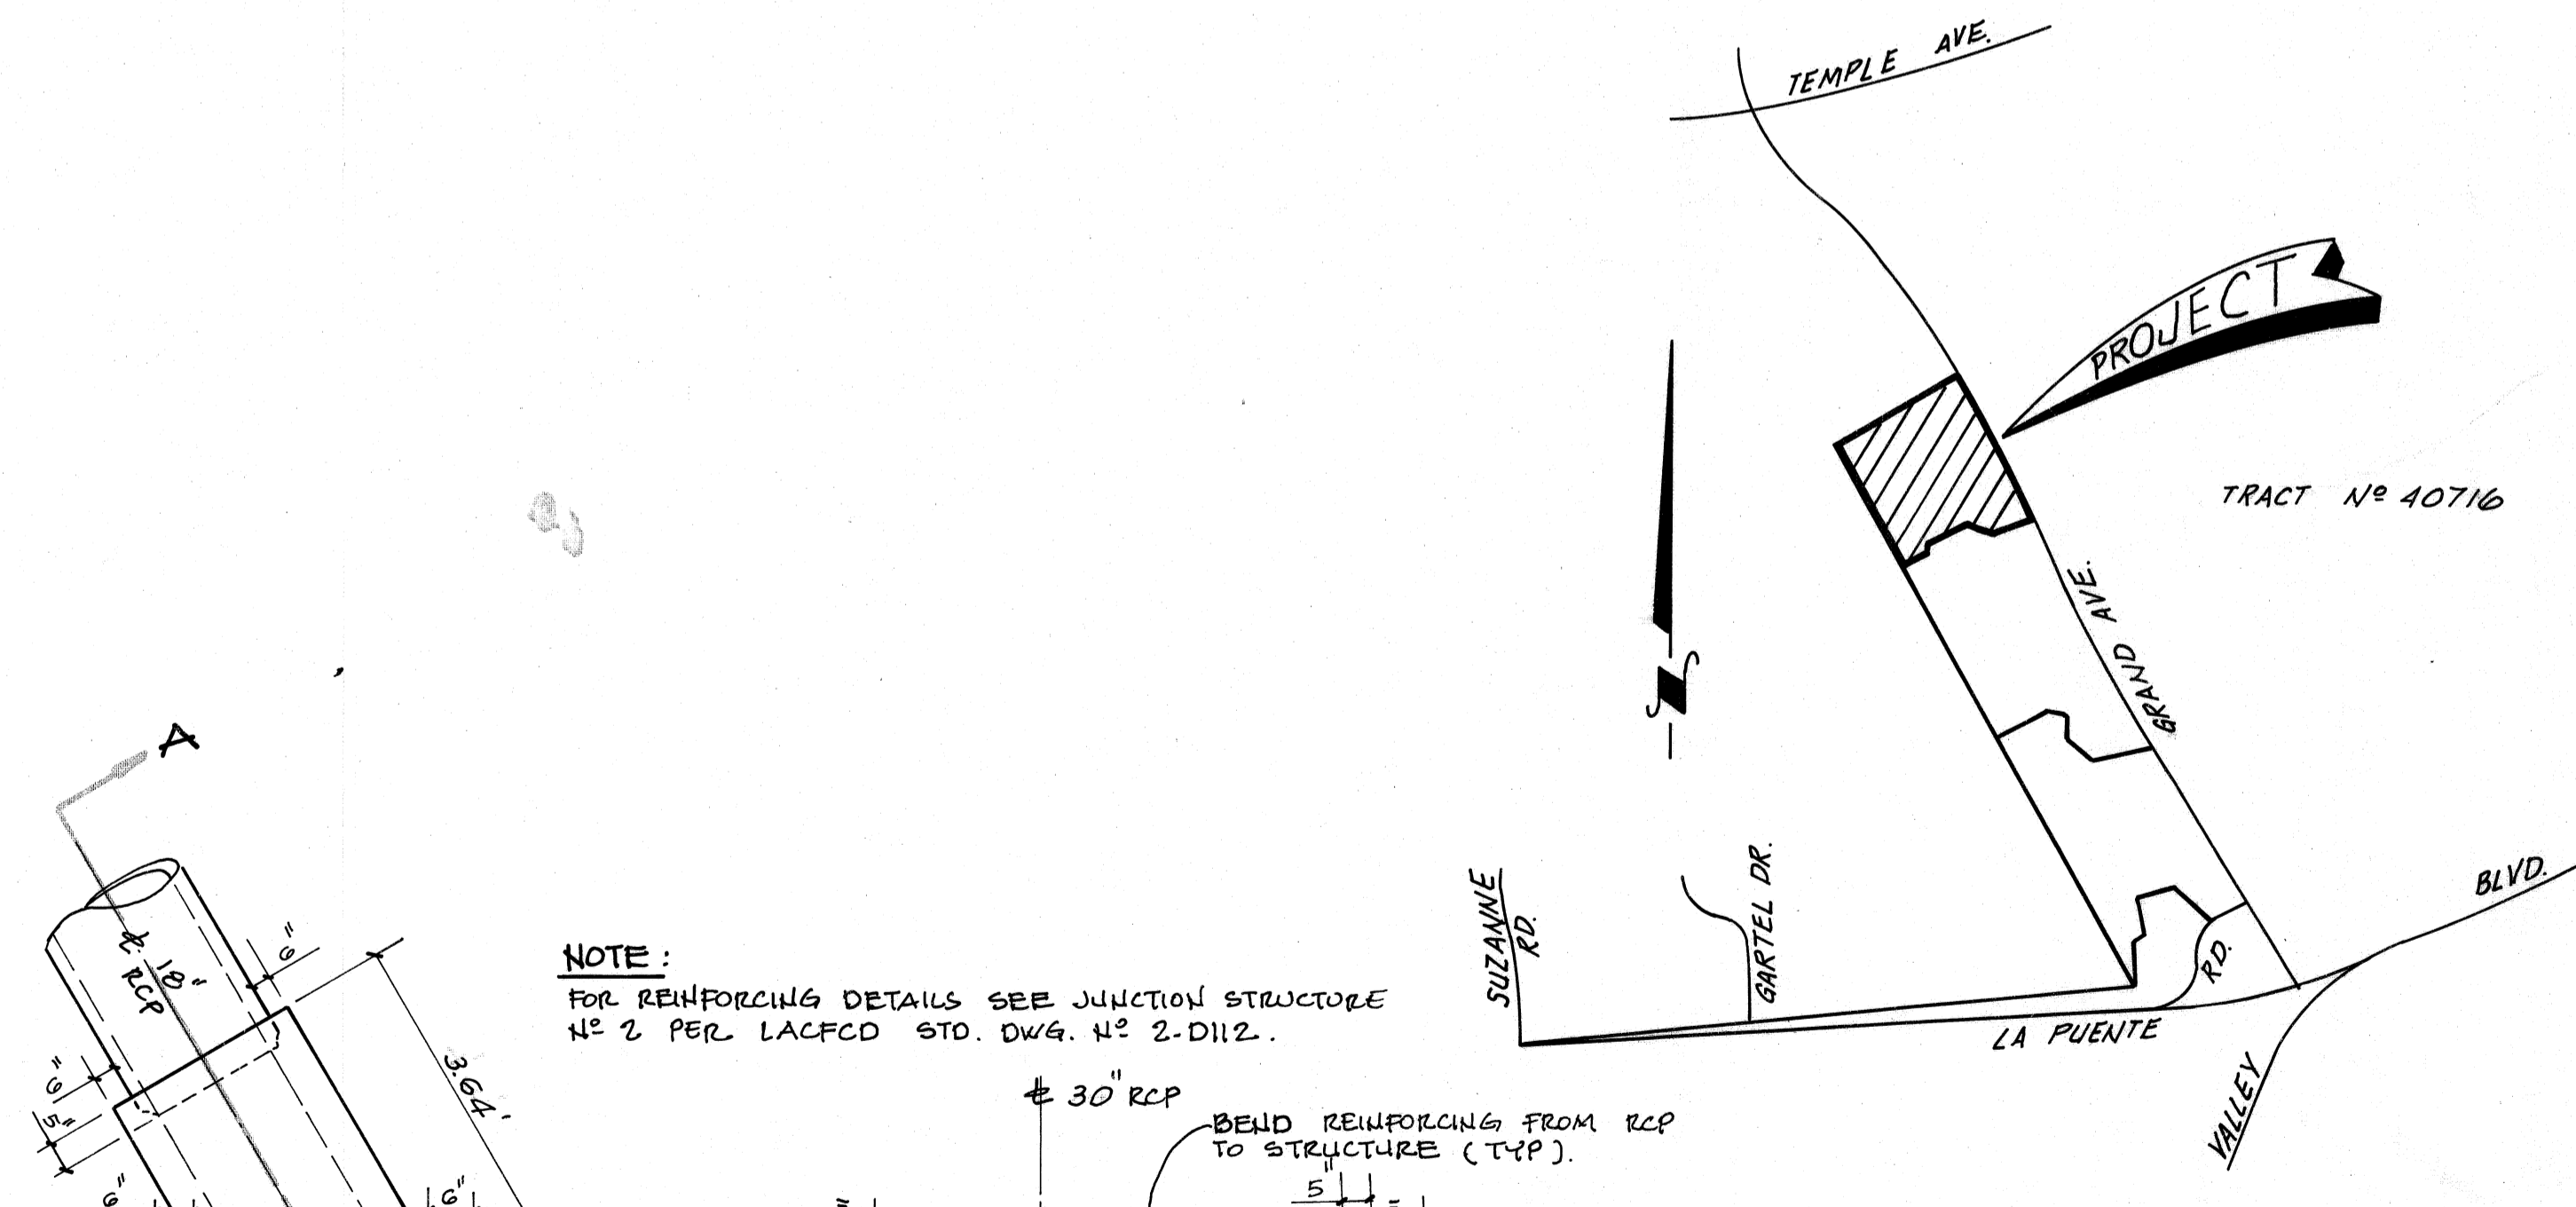 TEMPLE AVE.
PROJECT
TRACT Nº 40716
GRAND AVE.
N
A
SUZANNE
RD.
GARTEL DR.
BLVD.
RD.
LA PUENTE
VALLEY
℄ 18"
RCP
6"
3.64'
6"
5"
6"
6"
NOTE:
FOR REINFORCING DETAILS SEE JUNCTION STRUCTURE
Nº 2 PER LACFCD STD. DWG. Nº 2-D112.
℄ 30" RCP
BEND REINFORCING FROM RCP
TO STRUCTURE (TYP).
5"